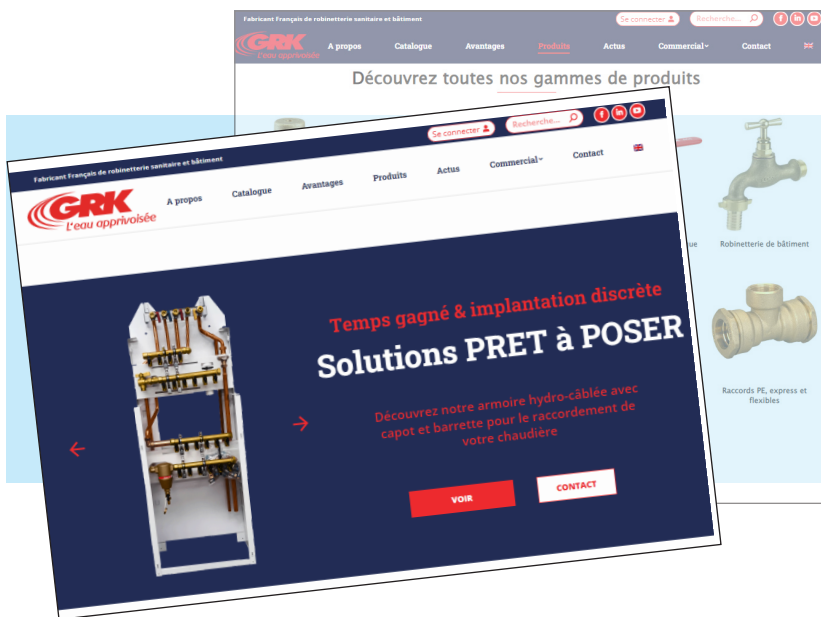 Fabricant Français de robinetterie sanitaire et bâtiment
Se connecter
Recherche...
GRK
L'eau apprivoisée
A propos
Catalogue
Avantages
Produits
Actus
Commercial
Contact
Découvrez toutes nos gammes de produits
Robinetterie de bâtiment
Raccords PE, express et
flexibles
Fabricant Français de robinetterie sanitaire et bâtiment
Se connecter
Recherche...
GRK
L'eau apprivoisée
A propos
Catalogue
Avantages
Produits
Actus
Commercial
Contact
Temps gagné & implantation discrète
Solutions PRET à POSER
Découvrez notre armoire hydro-câblée avec
capot et barrette pour le raccordement de
votre chaudière
VOIR
CONTACT